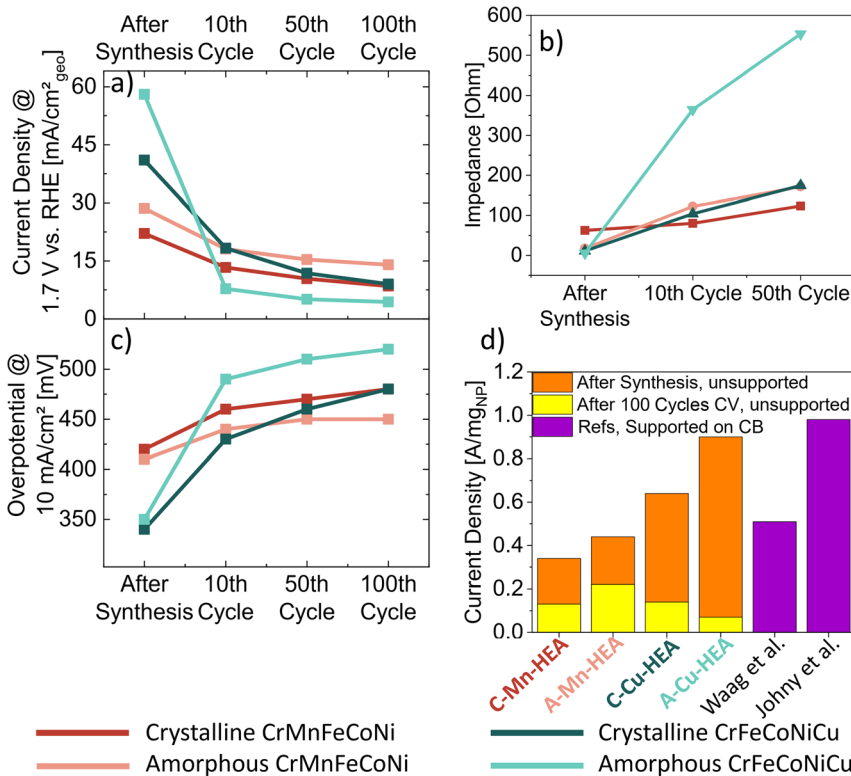 After Synthesis
10th Cycle
50th Cycle
100th Cycle
a)
Current Density @ 1.7 V vs. RHE [mA/cm²geo]
60
45
30
15
0
b)
Impedance [Ohm]
600
500
400
300
200
100
0
After Synthesis
10th Cycle
50th Cycle
c)
Overpotential @ 10 mA/cm² [mV]
500
450
400
350
After Synthesis
10th Cycle
50th Cycle
100th Cycle
d)
Current Density [A/mgNP]
1.2
1.0
0.8
0.6
0.4
0.2
0.0
After Synthesis, unsupported
After 100 Cycles CV, unsupported
Refs, Supported on CB
C-Mn-HEA
A-Mn-HEA
C-Cu-HEA
A-Cu-HEA
Waag et al.
Johny et al.
Crystalline CrMnFeCoNi
Amorphous CrMnFeCoNi
Crystalline CrFeCoNiCu
Amorphous CrFeCoNiCu